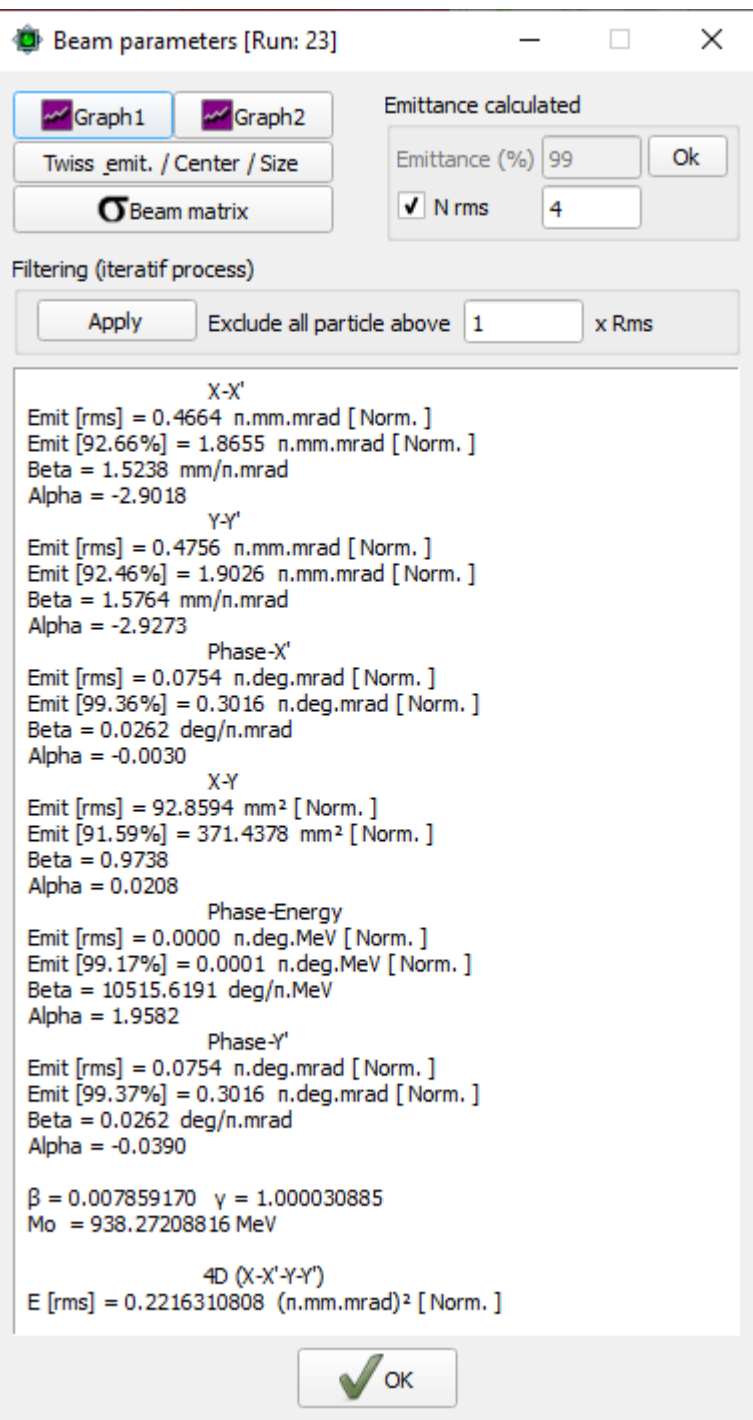 Beam parameters [Run: 23]
Graph1
Graph2
Twiss_emit. / Center / Size
σ Beam matrix
Emittance calculated
Emittance (%) 99 Ok
N rms 4
Filtering (iteratif process)
Apply Exclude all particle above 1 x Rms
X-X'
Emit [rms] = 0.4664 π.mm.mrad [ Norm. ]
Emit [92.66%] = 1.8655 π.mm.mrad [ Norm. ]
Beta = 1.5238 mm/π.mrad
Alpha = -2.9018
Y-Y'
Emit [rms] = 0.4756 π.mm.mrad [ Norm. ]
Emit [92.46%] = 1.9026 π.mm.mrad [ Norm. ]
Beta = 1.5764 mm/π.mrad
Alpha = -2.9273
Phase-X'
Emit [rms] = 0.0754 π.deg.mrad [ Norm. ]
Emit [99.36%] = 0.3016 π.deg.mrad [ Norm. ]
Beta = 0.0262 deg/π.mrad
Alpha = -0.0030
X-Y
Emit [rms] = 92.8594 mm² [ Norm. ]
Emit [91.59%] = 371.4378 mm² [ Norm. ]
Beta = 0.9738
Alpha = 0.0208
Phase-Energy
Emit [rms] = 0.0000 π.deg.MeV [ Norm. ]
Emit [99.17%] = 0.0001 π.deg.MeV [ Norm. ]
Beta = 10515.6191 deg/π.MeV
Alpha = 1.9582
Phase-Y'
Emit [rms] = 0.0754 π.deg.mrad [ Norm. ]
Emit [99.37%] = 0.3016 π.deg.mrad [ Norm. ]
Beta = 0.0262 deg/π.mrad
Alpha = -0.0390
β = 0.007859170 γ = 1.000030885
Mo = 938.27208816 MeV
4D (X-X'-Y-Y')
E [rms] = 0.2216310808 (π.mm.mrad)² [ Norm. ]
OK